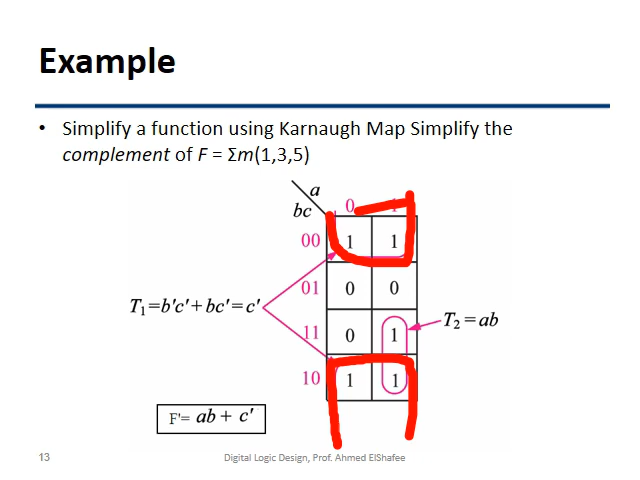 Example
• Simplify a function using Karnaugh Map Simplify the
complement of F = Σm(1,3,5)
a
bc
0
00 1 1
01 0 0
T₁=b'c'+bc'=c'
T₂=ab
11 0 1
10 1 1
F'= ab + c'
13 Digital Logic Design, Prof. Ahmed ElShafee